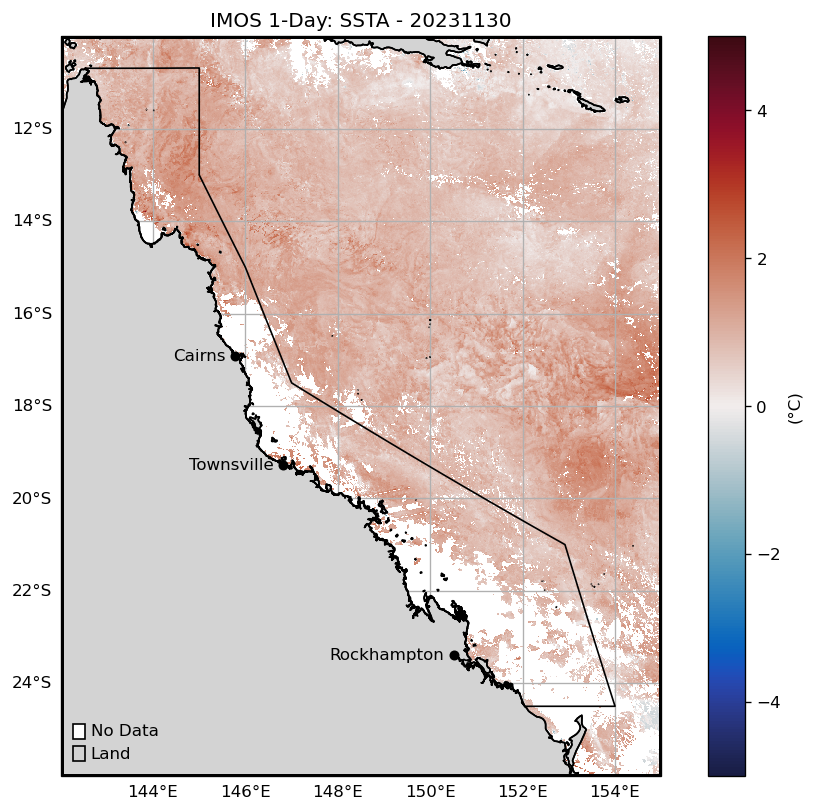 IMOS 1-Day: SSTA - 20231130
12°S
14°S
16°S
18°S
20°S
22°S
24°S
Cairns
Townsville
Rockhampton
No Data
Land
144°E 146°E 148°E 150°E 152°E 154°E
4
2
0
−2
−4
(°C)